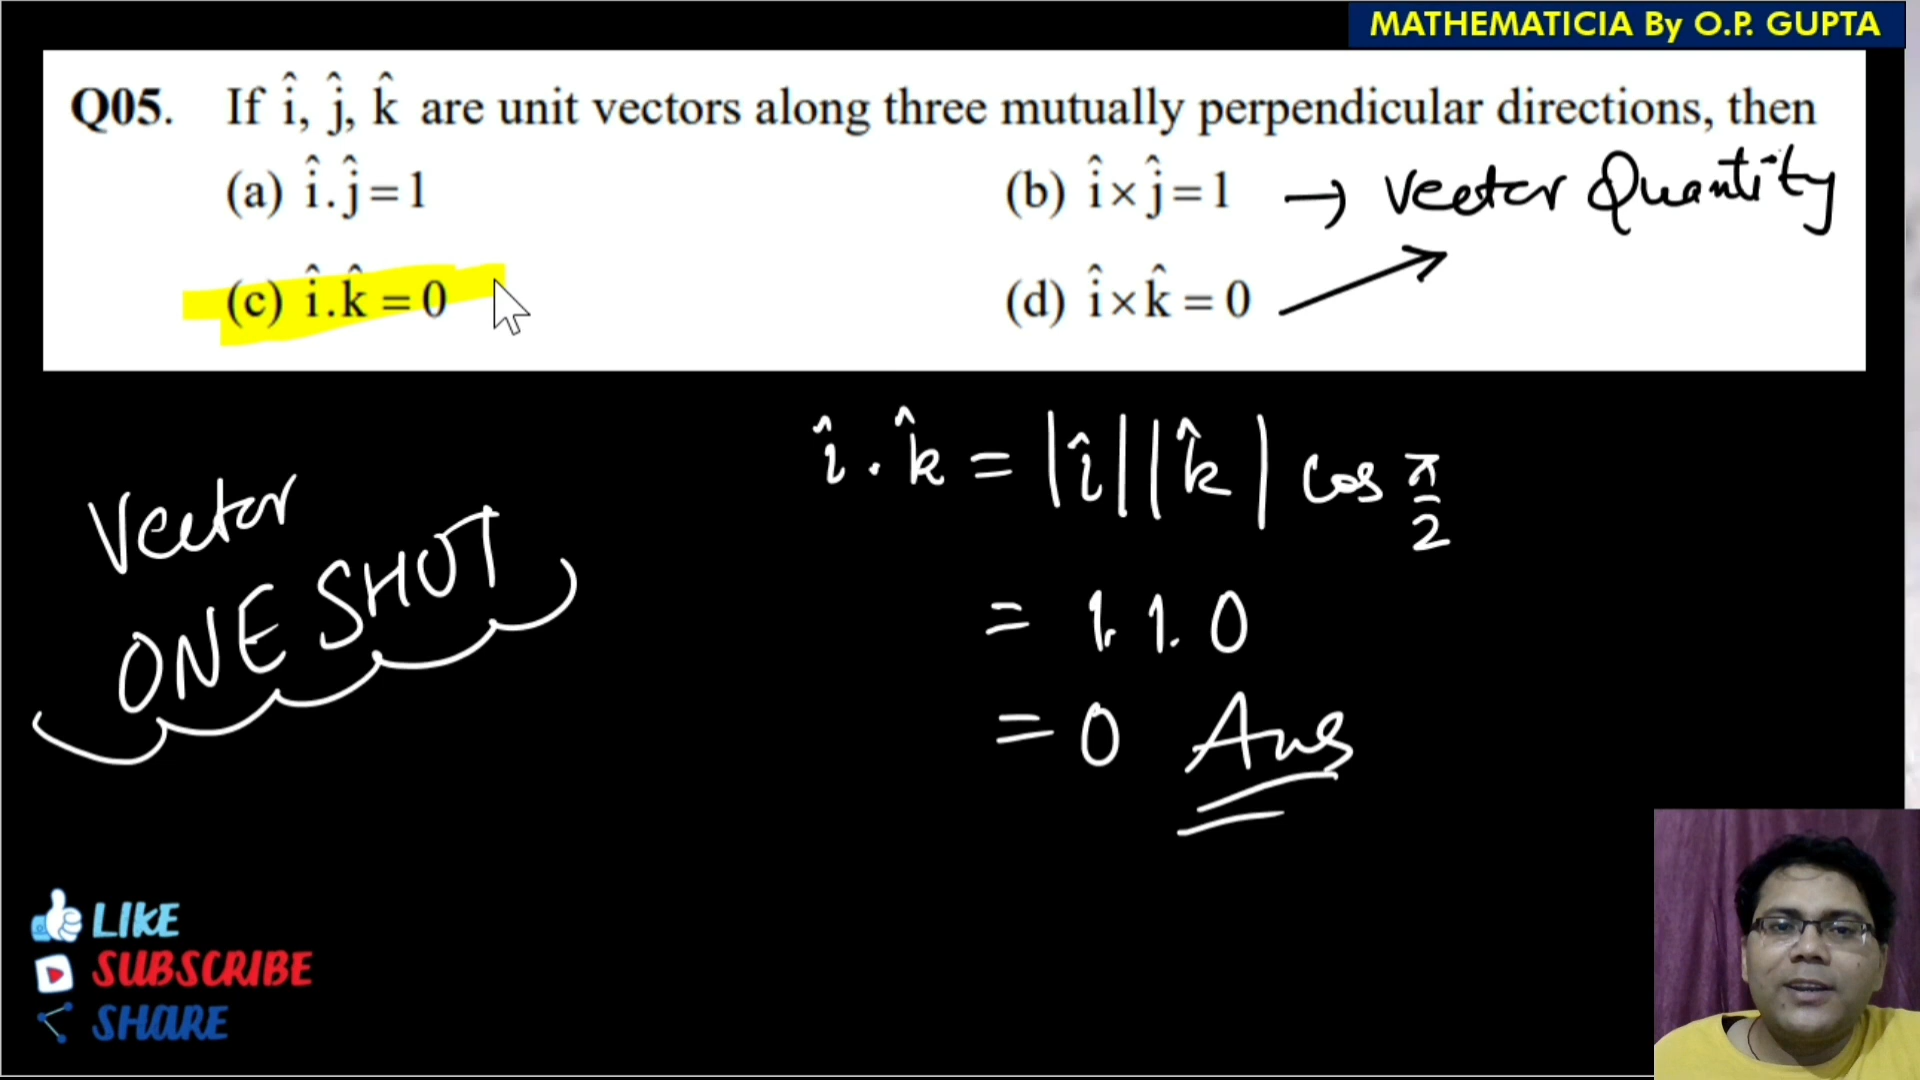 MATHEMATICIA By O.P. GUPTA
Q05. If î, ĵ, k̂ are unit vectors along three mutually perpendicular directions, then
(a) î.ĵ=1
(b) î×ĵ=1 → Vector Quantity
(c) î.k̂=0
(d) î×k̂=0
î.k̂ = |î||k̂| cos π/2
= 1.1.0
= 0 Ans
Vector
ONE SHOT
LIKE
SUBSCRIBE
SHARE